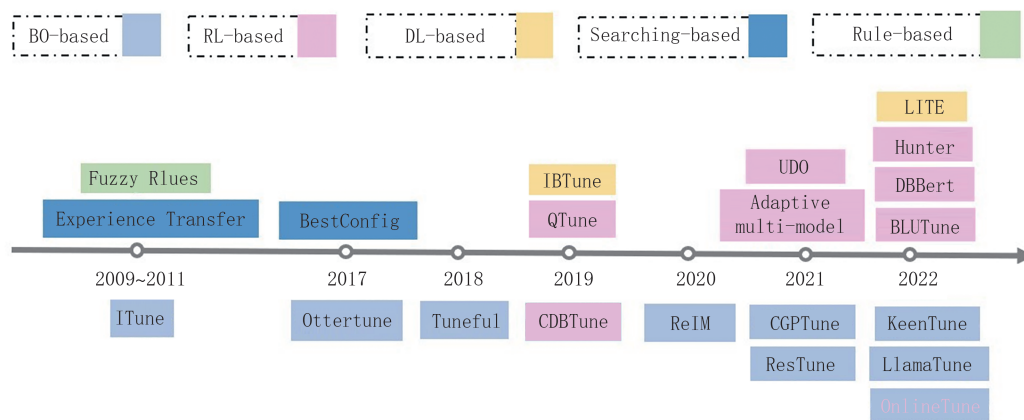 BO-based
RL-based
DL-based
Searching-based
Rule-based
LITE
Hunter
DBBert
BLUTune
UDO
Adaptive
multi-model
IBTune
QTune
Fuzzy Rlues
Experience Transfer
BestConfig
2009~2011
2017
2018
2019
2020
2021
2022
ITune
Ottertune
Tuneful
CDBTune
ReIM
CGPTune
KeenTune
ResTune
LlamaTune
OnlineTune